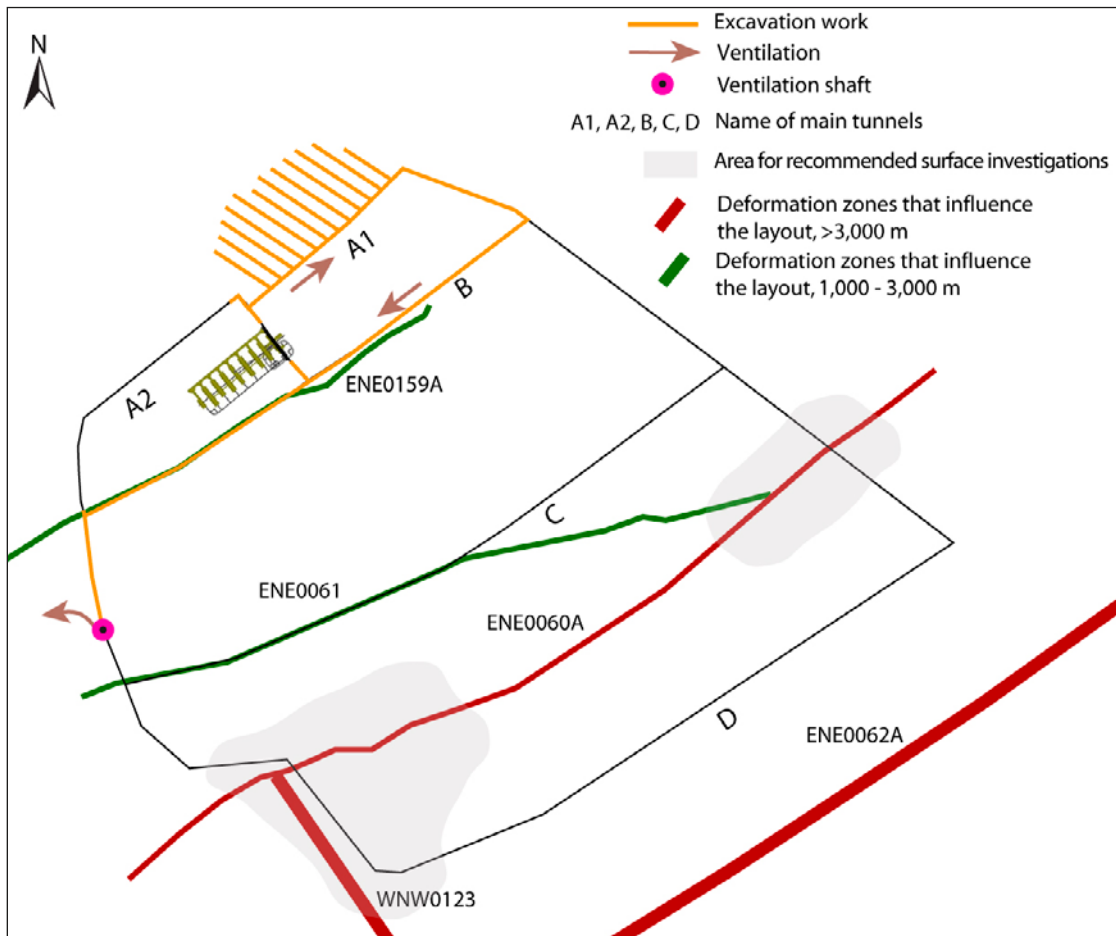 N
Excavation work
Ventilation
Ventilation shaft
A1, A2, B, C, D Name of main tunnels
Area for recommended surface investigations
Deformation zones that influence
the layout, >3,000 m
Deformation zones that influence
the layout, 1,000 - 3,000 m
A1
B
A2
ENE0159A
C
ENE0061
ENE0060A
D
ENE0062A
WNW0123